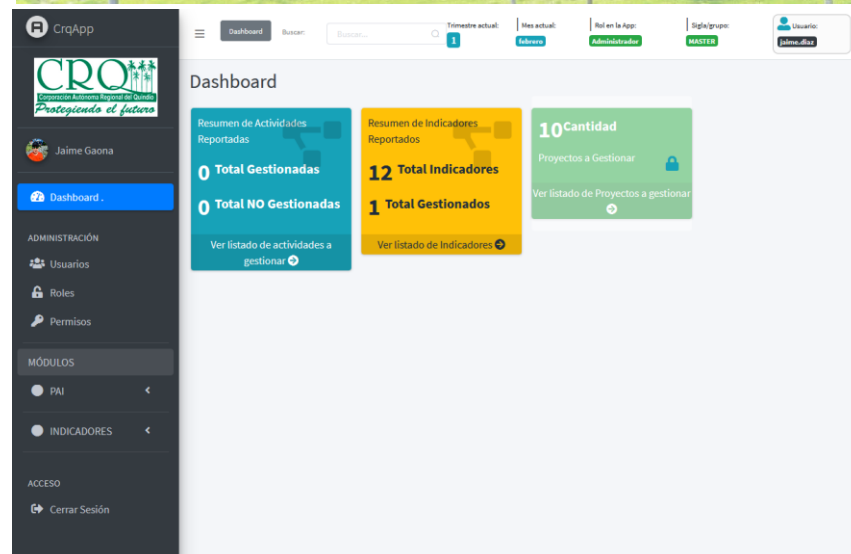 CrqApp
CRQ
Corporación Autónoma Regional del Quindío
Protegiendo el futuro
Jaime Gaona
Dashboard .
ADMINISTRACIÓN
Usuarios
Roles
Permisos
MÓDULOS
PAI
INDICADORES
ACCESO
Cerrar Sesión
Dashboard
Buscar:
Buscar...
Trimestre actual:
1
Mes actual:
febrero
Rol en la App:
Administrador
Sigla/grupo:
MASTER
Usuario:
jaime.diaz
Dashboard
Resumen de Actividades
Reportadas
0 Total Gestionadas
0 Total NO Gestionadas
Ver listado de actividades a
gestionar
Resumen de Indicadores
Reportados
12 Total Indicadores
1 Total Gestionados
Ver listado de Indicadores
10 Cantidad
Proyectos a Gestionar
Ver listado de Proyectos a gestionar